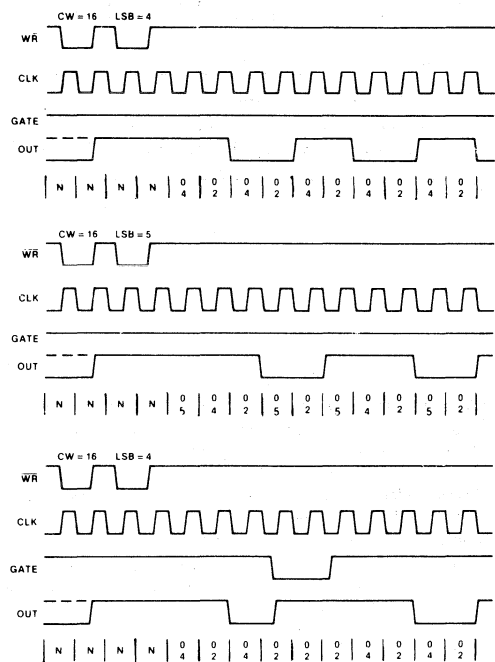 CW = 16 LSB = 4
WR
CLK
GATE
OUT
N N N N 0 0 0 0 0 0 0 0 0 0
4 2 4 2 4 2 4 2 4 2
CW = 16 LSB = 5
WR
CLK
GATE
OUT
N N N N 0 0 0 0 0 0 0 0 0 0
5 4 2 5 2 5 4 2 5 2
CW = 16 LSB = 4
WR
CLK
GATE
OUT
N N N N 0 0 0 0 0 0 0 0 0 0
4 2 4 2 2 2 4 2 4 2